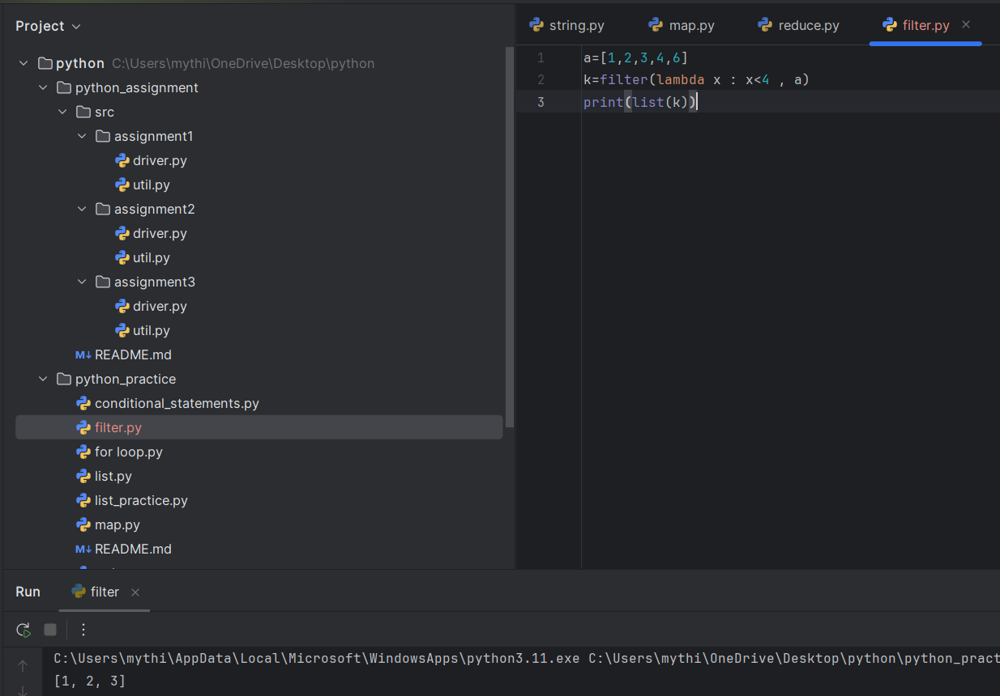 Project
python C:\Users\mythi\OneDrive\Desktop\python
python_assignment
src
assignment1
driver.py
util.py
assignment2
driver.py
util.py
assignment3
driver.py
util.py
M↓ README.md
python_practice
conditional_statements.py
filter.py
for loop.py
list.py
list_practice.py
map.py
M↓ README.md
string.py map.py reduce.py filter.py
1 a=[1,2,3,4,6]
2 k=filter(lambda x : x<4 , a)
3 print(list(k))
Run filter
C:\Users\mythi\AppData\Local\Microsoft\WindowsApps\python3.11.exe C:\Users\mythi\OneDrive\Desktop\python\python_pract
[1, 2, 3]